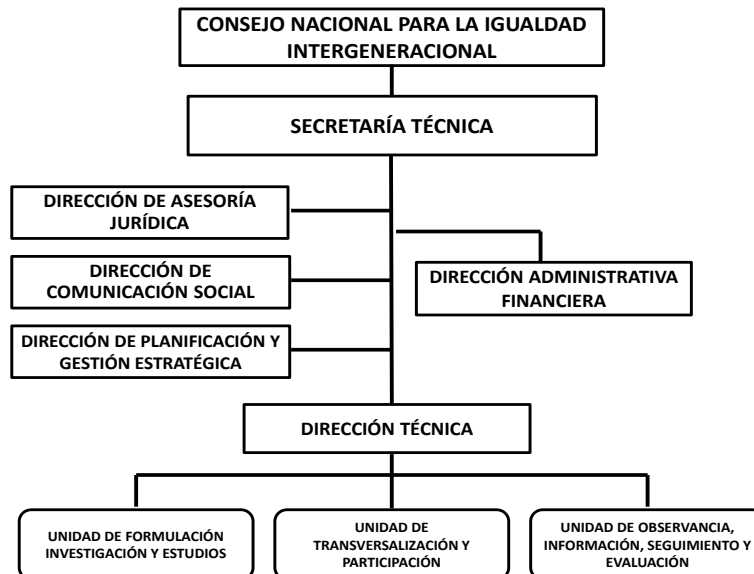 CONSEJO NACIONAL PARA LA IGUALDAD
INTERGENERACIONAL
SECRETARÍA TÉCNICA
DIRECCIÓN DE ASESORÍA
JURÍDICA
DIRECCIÓN DE
COMUNICACIÓN SOCIAL
DIRECCIÓN ADMINISTRATIVA
FINANCIERA
DIRECCIÓN DE PLANIFICACIÓN Y
GESTIÓN ESTRATÉGICA
DIRECCIÓN TÉCNICA
UNIDAD DE FORMULACIÓN
INVESTIGACIÓN Y ESTUDIOS
UNIDAD DE
TRANSVERSALIZACIÓN Y
PARTICIPACIÓN
UNIDAD DE OBSERVANCIA,
INFORMACIÓN, SEGUIMIENTO Y
EVALUACIÓN